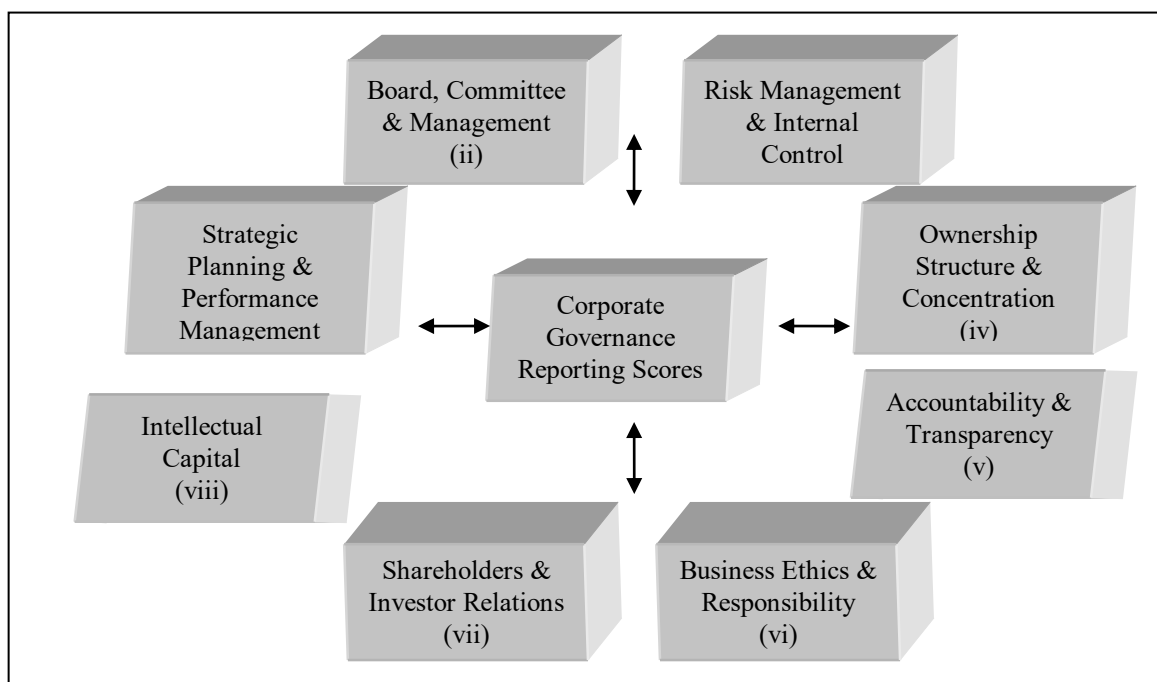 Board, Committee
& Management
(ii)
Risk Management
& Internal
Control
Strategic
Planning &
Performance
Management
Ownership
Structure &
Concentration
(iv)
Corporate
Governance
Reporting Scores
Intellectual
Capital
(viii)
Accountability &
Transparency
(v)
Shareholders &
Investor Relations
(vii)
Business Ethics &
Responsibility
(vi)